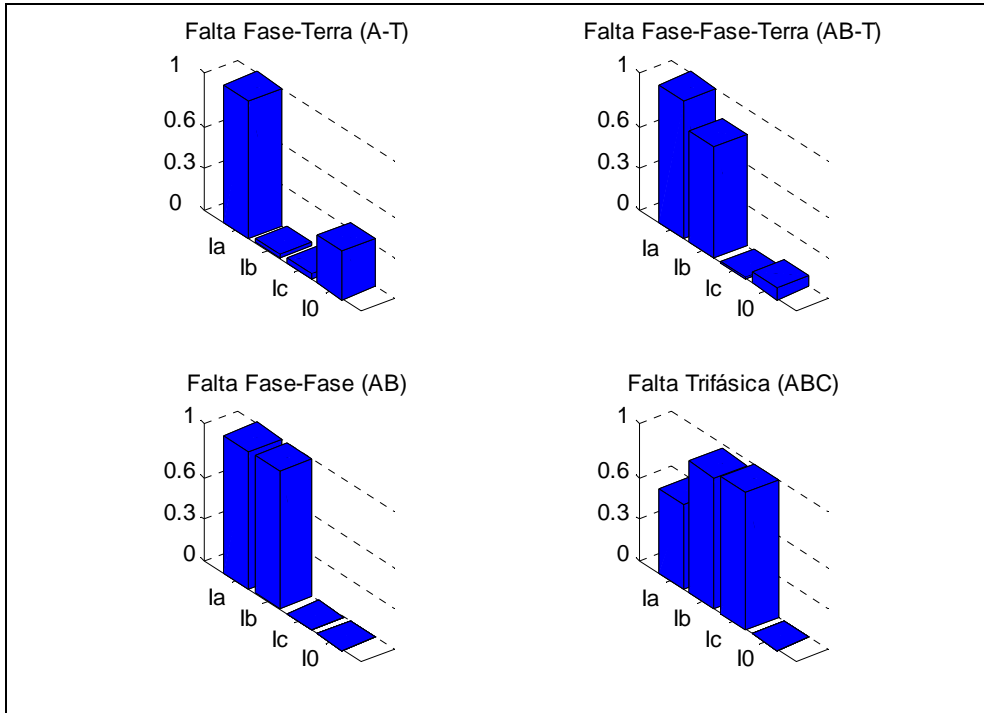 Falta Fase-Terra (A-T)
1
0.6
0.3
0
Ia
Ib
Ic
I0
Falta Fase-Fase-Terra (AB-T)
1
0.6
0.3
0
Ia
Ib
Ic
I0
Falta Fase-Fase (AB)
1
0.6
0.3
0
Ia
Ib
Ic
I0
Falta Trifásica (ABC)
1
0.6
0.3
0
Ia
Ib
Ic
I0